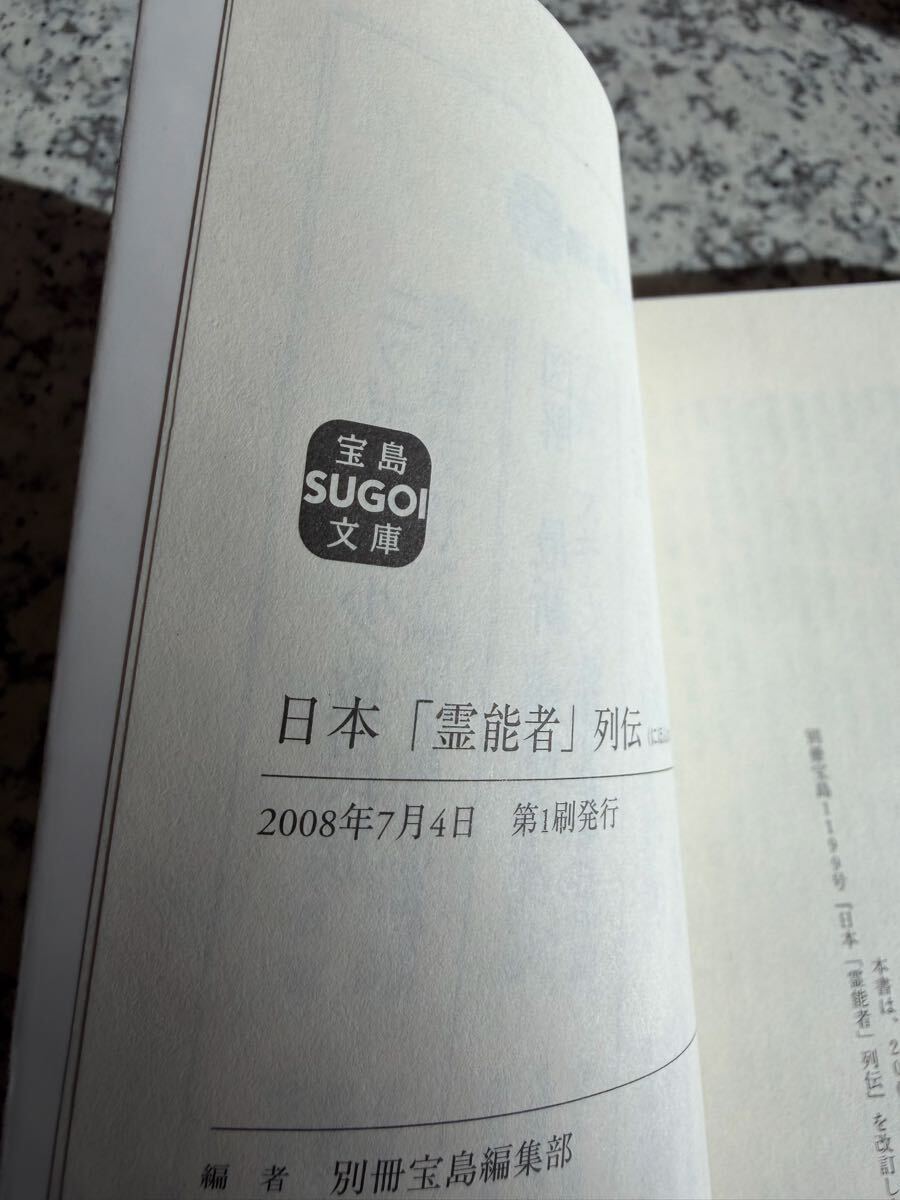 宝島
SUGOI
文庫
日本「霊能者」列伝
2008年7月4日 第1刷発行
編者 別冊宝島編集部
本書は、
別冊宝島1199号『日本「霊能者」列伝』を改訂し